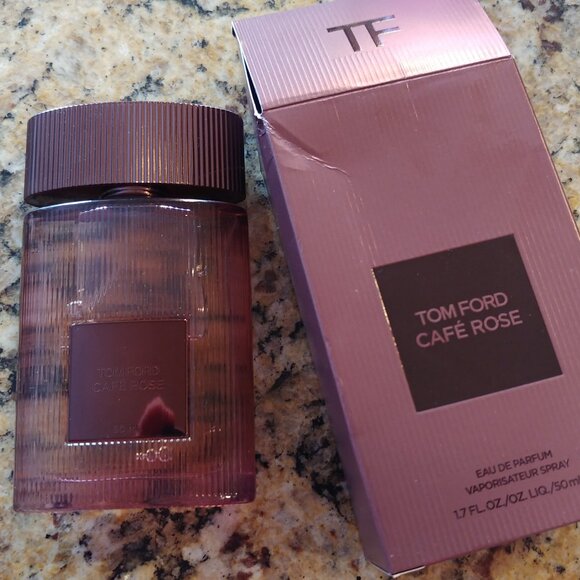 TF
TOM FORD
CAFÉ ROSE
EAU DE PARFUM
VAPORISATEUR SPRAY
1.7 FL.OZ./OZ. LIQ./50 ml
TOM FORD
CAFÉ ROSE